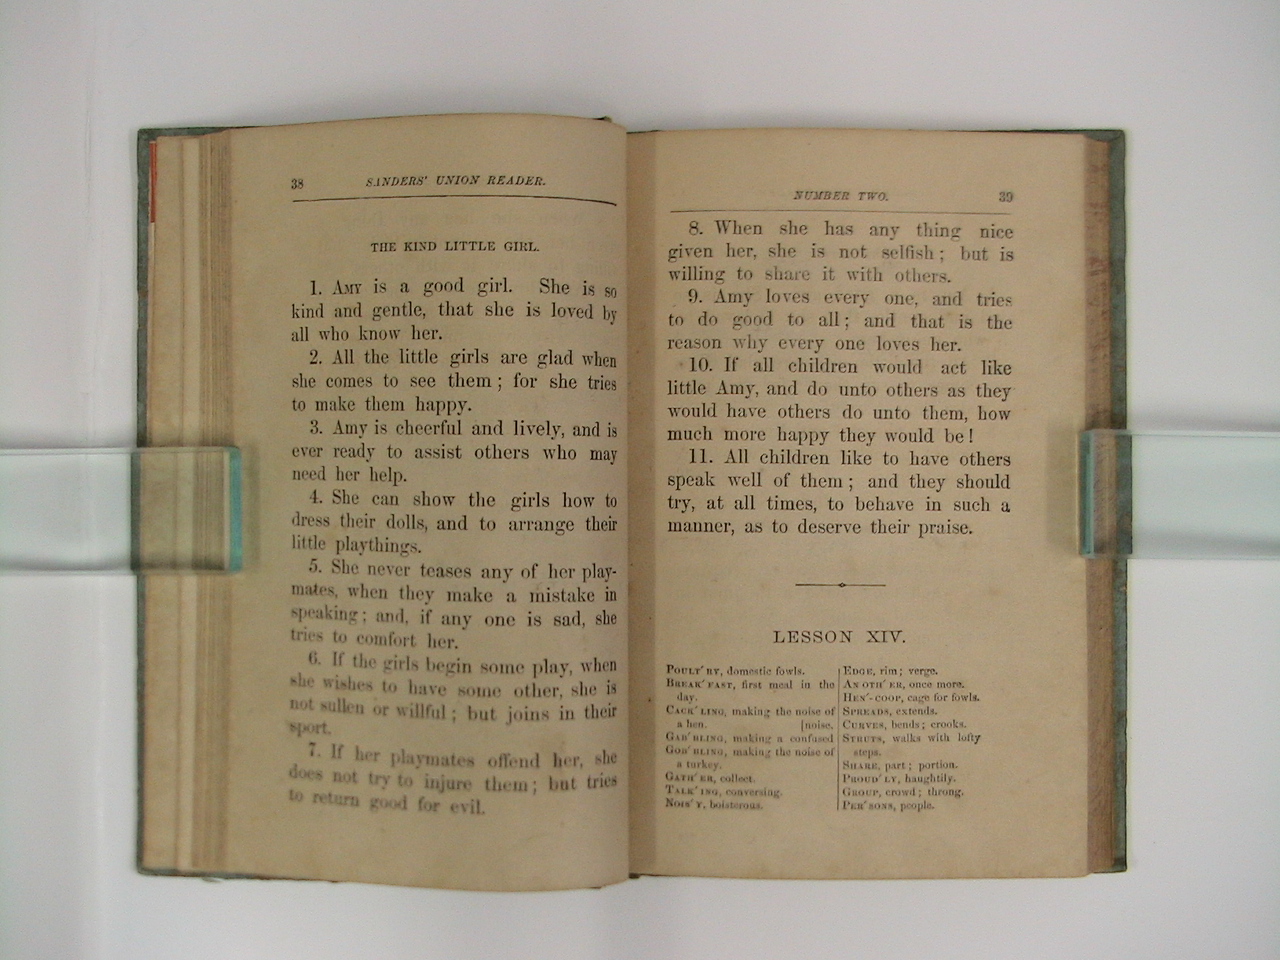 38 SANDERS' UNION READER.
THE KIND LITTLE GIRL.
1. AMY is a good girl. She is so
kind and gentle, that she is loved by
all who know her.
2. All the little girls are glad when
she comes to see them; for she tries
to make them happy.
3. Amy is cheerful and lively, and is
ever ready to assist others who may
need her help.
4. She can show the girls how to
dress their dolls, and to arrange their
little playthings.
5. She never teases any of her play-
mates, when they make a mistake in
speaking; and, if any one is sad, she
tries to comfort her.
6. If the girls begin some play, when
she wishes to have some other, she is
not sullen or willful; but joins in their
sport.
7. If her playmates offend her, she
does not try to injure them; but tries
to return good for evil.
NUMBER TWO. 39
8. When she has any thing nice
given her, she is not selfish; but is
willing to share it with others.
9. Amy loves every one, and tries
to do good to all; and that is the
reason why every one loves her.
10. If all children would act like
little Amy, and do unto others as they
would have others do unto them, how
much more happy they would be!
11. All children like to have others
speak well of them; and they should
try, at all times, to behave in such a
manner, as to deserve their praise.
LESSON XIV.
POULT'RY, domestic fowls.
BREAK'FAST, first meal in the
day.
CACK'LING, making the noise of
a hen. [noise.
GAB'BLING, making a confused
GOB'BLING, making the noise of
a turkey.
GATH'ER, collect.
TALK'ING, conversing.
NOIS'Y, boisterous.
EDGE, rim; verge.
AN OTH'ER, once more.
HEN'-COOP, cage for fowls.
SPREADS, extends.
CURVES, bends; crooks.
STRUTS, walks with lofty
steps.
SHARE, part; portion.
PROUD'LY, haughtily.
GROUP, crowd; throng.
PER'SONS, people.